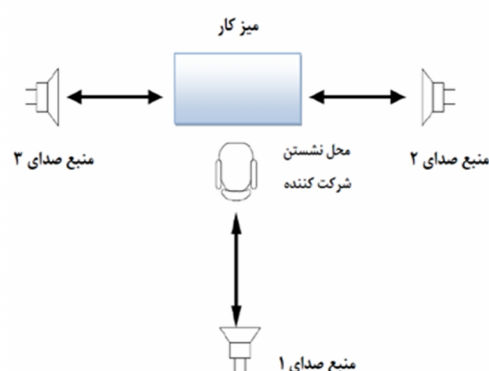 میز کار
منبع صدای ۳
محل نشستن
شرکت کننده
منبع صدای ۲
منبع صدای ۱